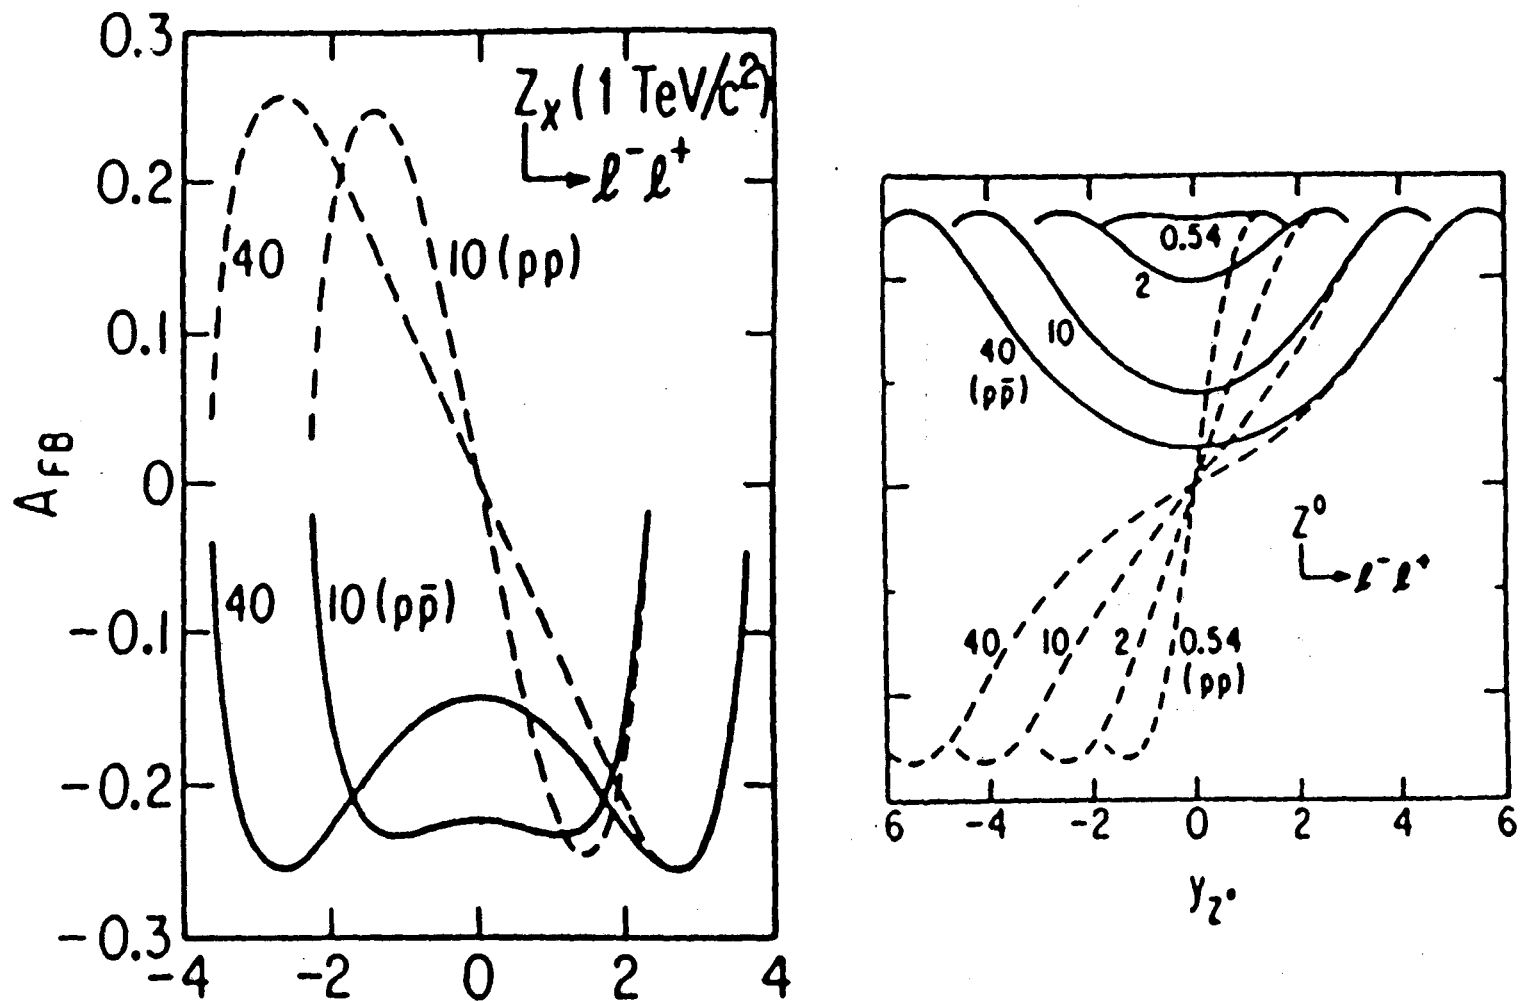 0.3
0.2
0.1
0
-0.1
-0.2
-0.3
A_FB
Z_X (1 TeV/c²)
ℓ⁻ℓ⁺
40
10 (pp)
40
10 (pp̄)
-4
-2
0
2
4
0.54
2
10
40
(pp̄)
Z⁰
ℓ⁻ℓ⁺
40
10
2
0.54
(pp)
6
-4
-2
0
2
4
6
y_Z⁰